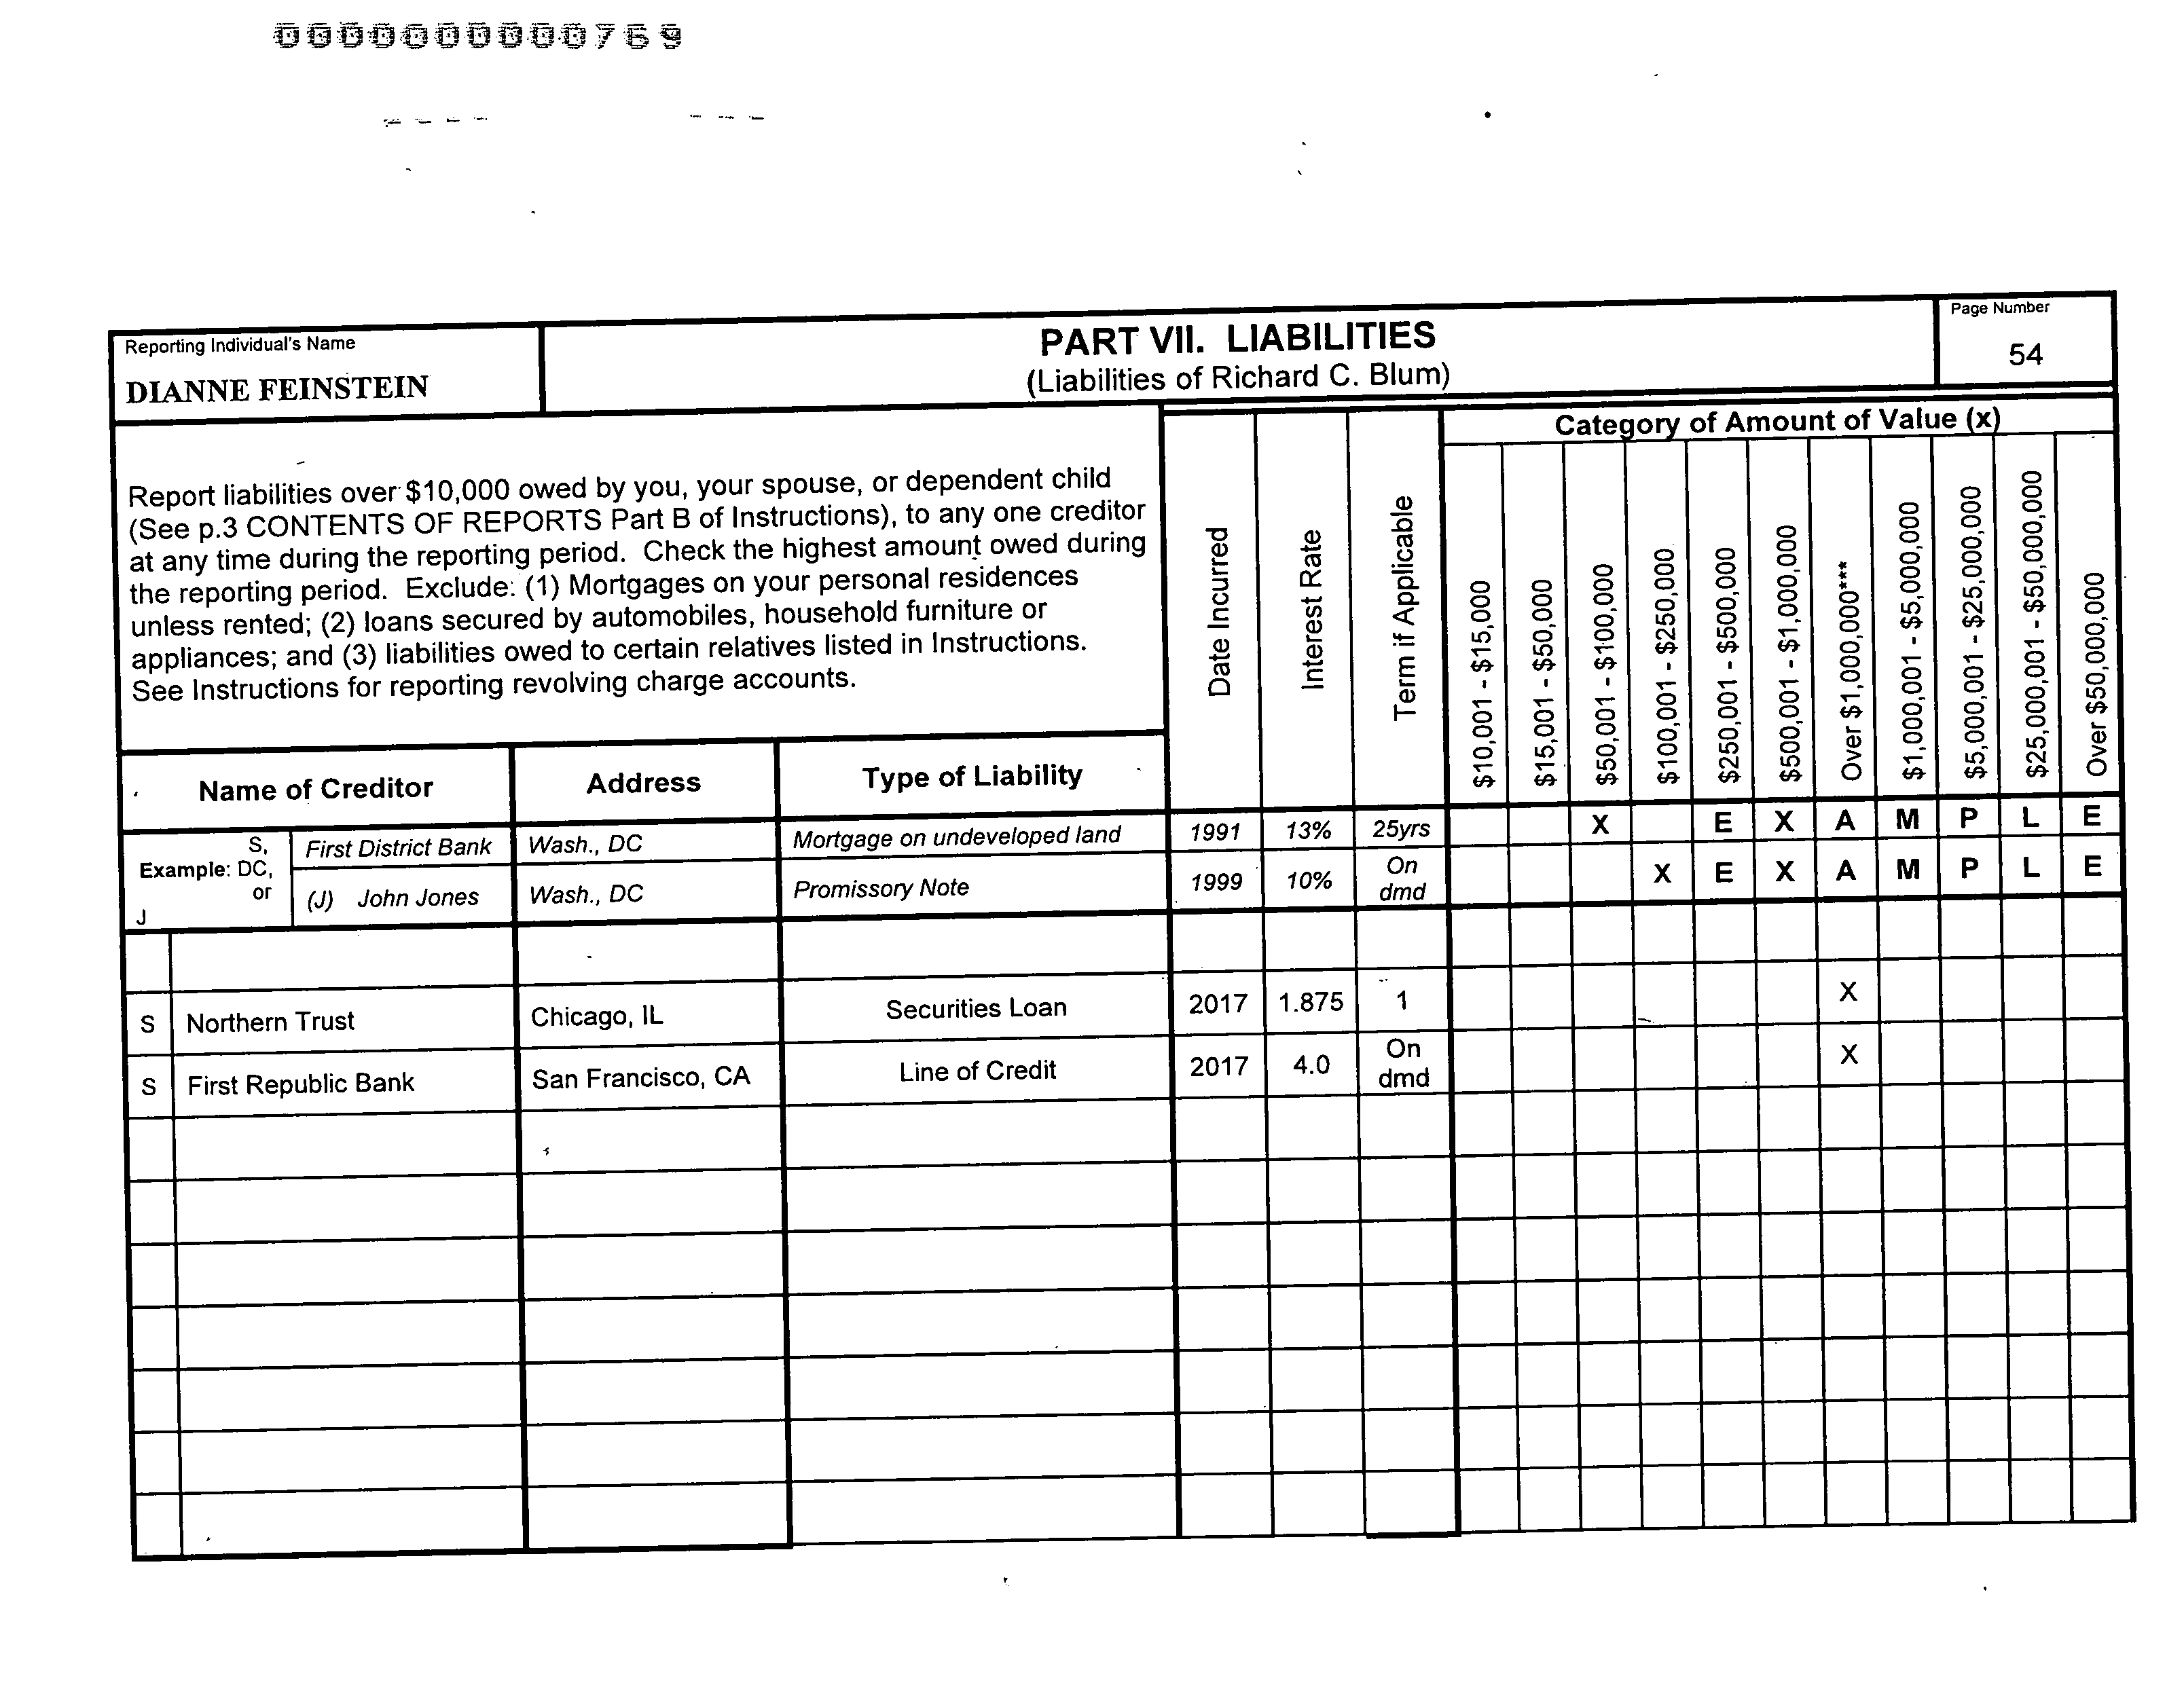 0000000000769
Reporting Individual's Name
DIANNE FEINSTEIN
PART VII. LIABILITIES
(Liabilities of Richard C. Blum)
Page Number
54
Report liabilities over $10,000 owed by you, your spouse, or dependent child
(See p.3 CONTENTS OF REPORTS Part B of Instructions), to any one creditor
at any time during the reporting period. Check the highest amount owed during
the reporting period. Exclude: (1) Mortgages on your personal residences
unless rented; (2) loans secured by automobiles, household furniture or
appliances; and (3) liabilities owed to certain relatives listed in Instructions.
See Instructions for reporting revolving charge accounts.
Date Incurred
Interest Rate
Term if Applicable
Category of Amount of Value (x)
$10,001 - $15,000
$15,001 - $50,000
$50,001 - $100,000
$100,001 - $250,000
$250,001 - $500,000
$500,001 - $1,000,000
Over $1,000,000***
$1,000,001 - $5,000,000
$5,000,001 - $25,000,000
$25,000,001 - $50,000,000
Over $50,000,000
Name of Creditor Address Type of Liability
Example: S, DC, or J
First District Bank Wash., DC Mortgage on undeveloped land 1991 13% 25yrs X E X A M P L E
(J) John Jones Wash., DC Promissory Note 1999 10% On dmd X E X A M P L E
S Northern Trust Chicago, IL Securities Loan 2017 1.875 1 X
S First Republic Bank San Francisco, CA Line of Credit 2017 4.0 On dmd X